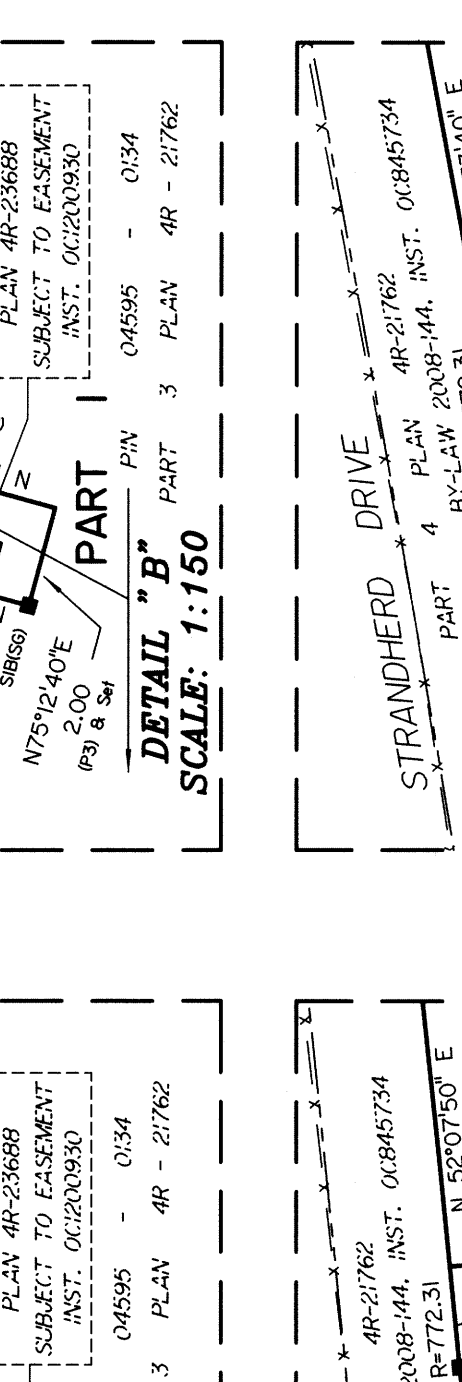 PLAN 4R-23688
SUBJECT TO EASEMENT
INST. OC1200930
N
SIB(SG)
PART 1
N75°12'40"E
2.00
(P3) & Set
PIN 04595 - 0134
PART 3 PLAN 4R - 21762
DETAIL "B"
SCALE: 1:150
STRANDHERD DRIVE
PART 4 PLAN 4R-21762
BY-LAW 2008-144, INST. OC845734
PLAN 4R-23688
SUBJECT TO EASEMENT
INST. OC1200930
04595 - 0134
3 PLAN 4R - 21762
4R-21762
2008-144, INST. OC845734
R=772.31
N 52°07'50" E